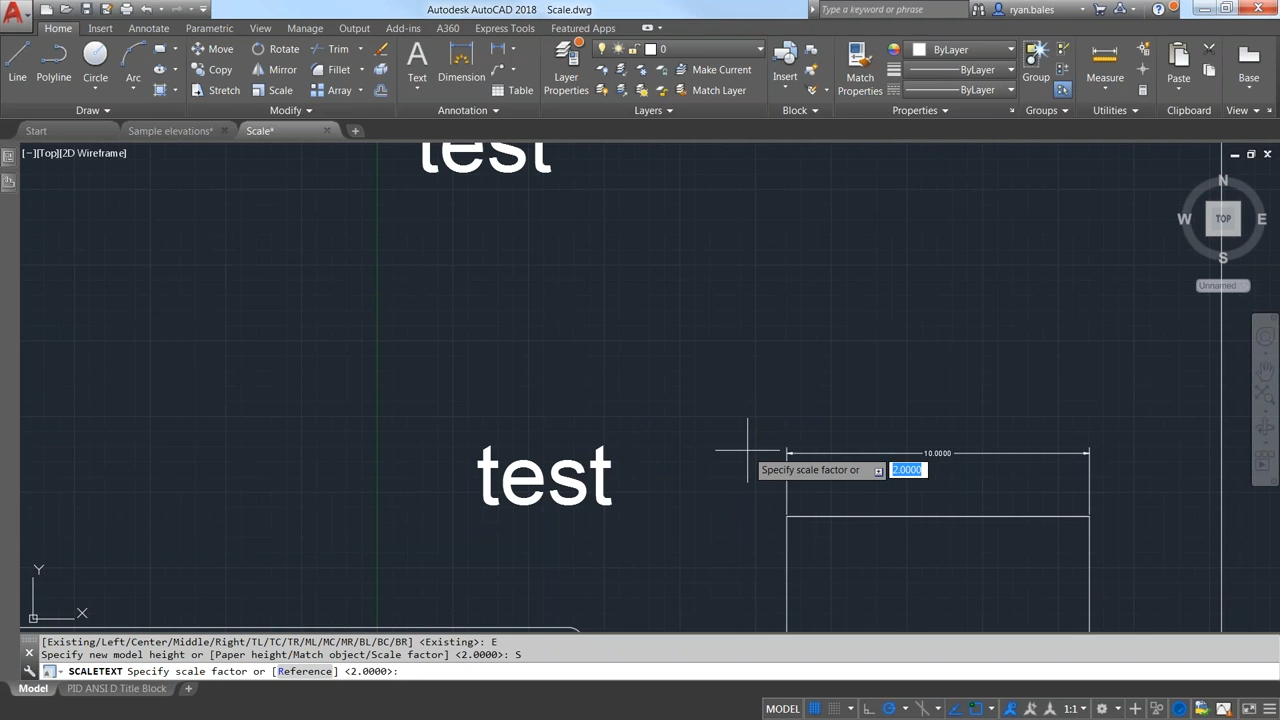 Autodesk AutoCAD 2018 Scale.dwg
Type a keyword or phrase
ryan.bales
Home Insert Annotate Parametric View Manage Output Add-ins A360 Express Tools Featured Apps
Line Polyline Circle Arc
Move Rotate Trim
Copy Mirror Fillet
Stretch Scale Array
Text Dimension Table
Layer
Properties
0
Make Current
Match Layer
Insert
Match
Properties
ByLayer
ByLayer
ByLayer
Group
Measure
Paste
Base
Draw Modify Annotation Layers Block Properties Groups Utilities Clipboard View
Start Sample elevations* Scale*
[−][Top][2D Wireframe]
test
N
W TOP E
S
Unnamed
10.0000
Specify scale factor or 2.0000
test
Y
X
[Existing/Left/Center/Middle/Right/TL/TC/TR/ML/MC/MR/BL/BC/BR] <Existing>: E
Specify new model height or [Paper height/Match object/Scale factor] <2.0000>: S
SCALETEXT Specify scale factor or [Reference] <2.0000>:
Model PID ANSI D Title Block
MODEL 1:1